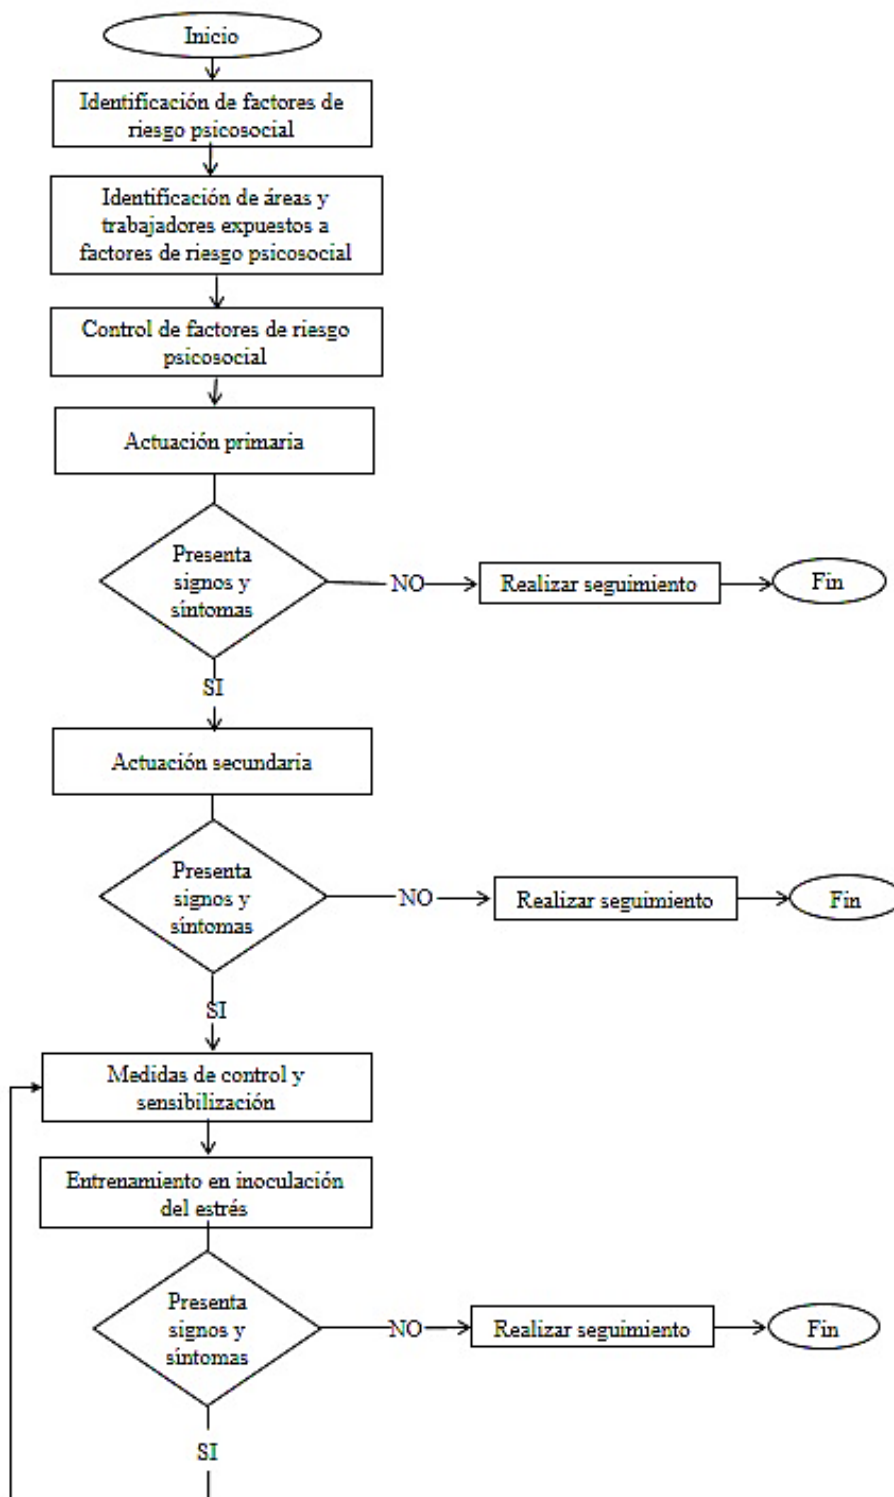 Inicio
Identificación de factores de
riesgo psicosocial
Identificación de áreas y
trabajadores expuestos a
factores de riesgo psicosocial
Control de factores de riesgo
psicosocial
Actuación primaria
Presenta
signos y
síntomas
NO
Realizar seguimiento
Fin
SI
Actuación secundaria
Presenta
signos y
síntomas
NO
Realizar seguimiento
Fin
SI
Medidas de control y
sensibilización
Entrenamiento en inoculación
del estrés
Presenta
signos y
síntomas
NO
Realizar seguimiento
Fin
SI